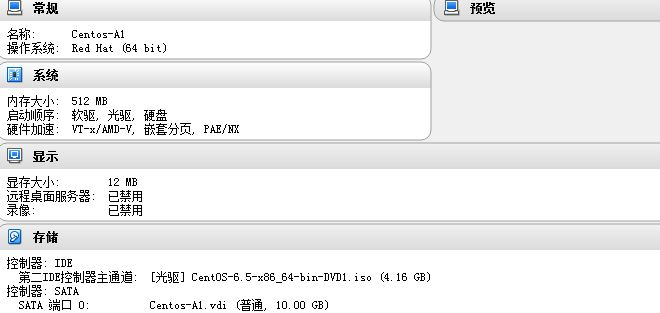 常规
预览
名称: Centos-A1
操作系统: Red Hat (64 bit)
系统
内存大小: 512 MB
启动顺序: 软驱, 光驱, 硬盘
硬件加速: VT-x/AMD-V, 嵌套分页, PAE/NX
显示
显存大小: 12 MB
远程桌面服务器: 已禁用
录像: 已禁用
存储
控制器: IDE
第二IDE控制器主通道: [光驱] CentOS-6.5-x86_64-bin-DVD1.iso (4.16 GB)
控制器: SATA
SATA 端口 0: Centos-A1.vdi (普通, 10.00 GB)